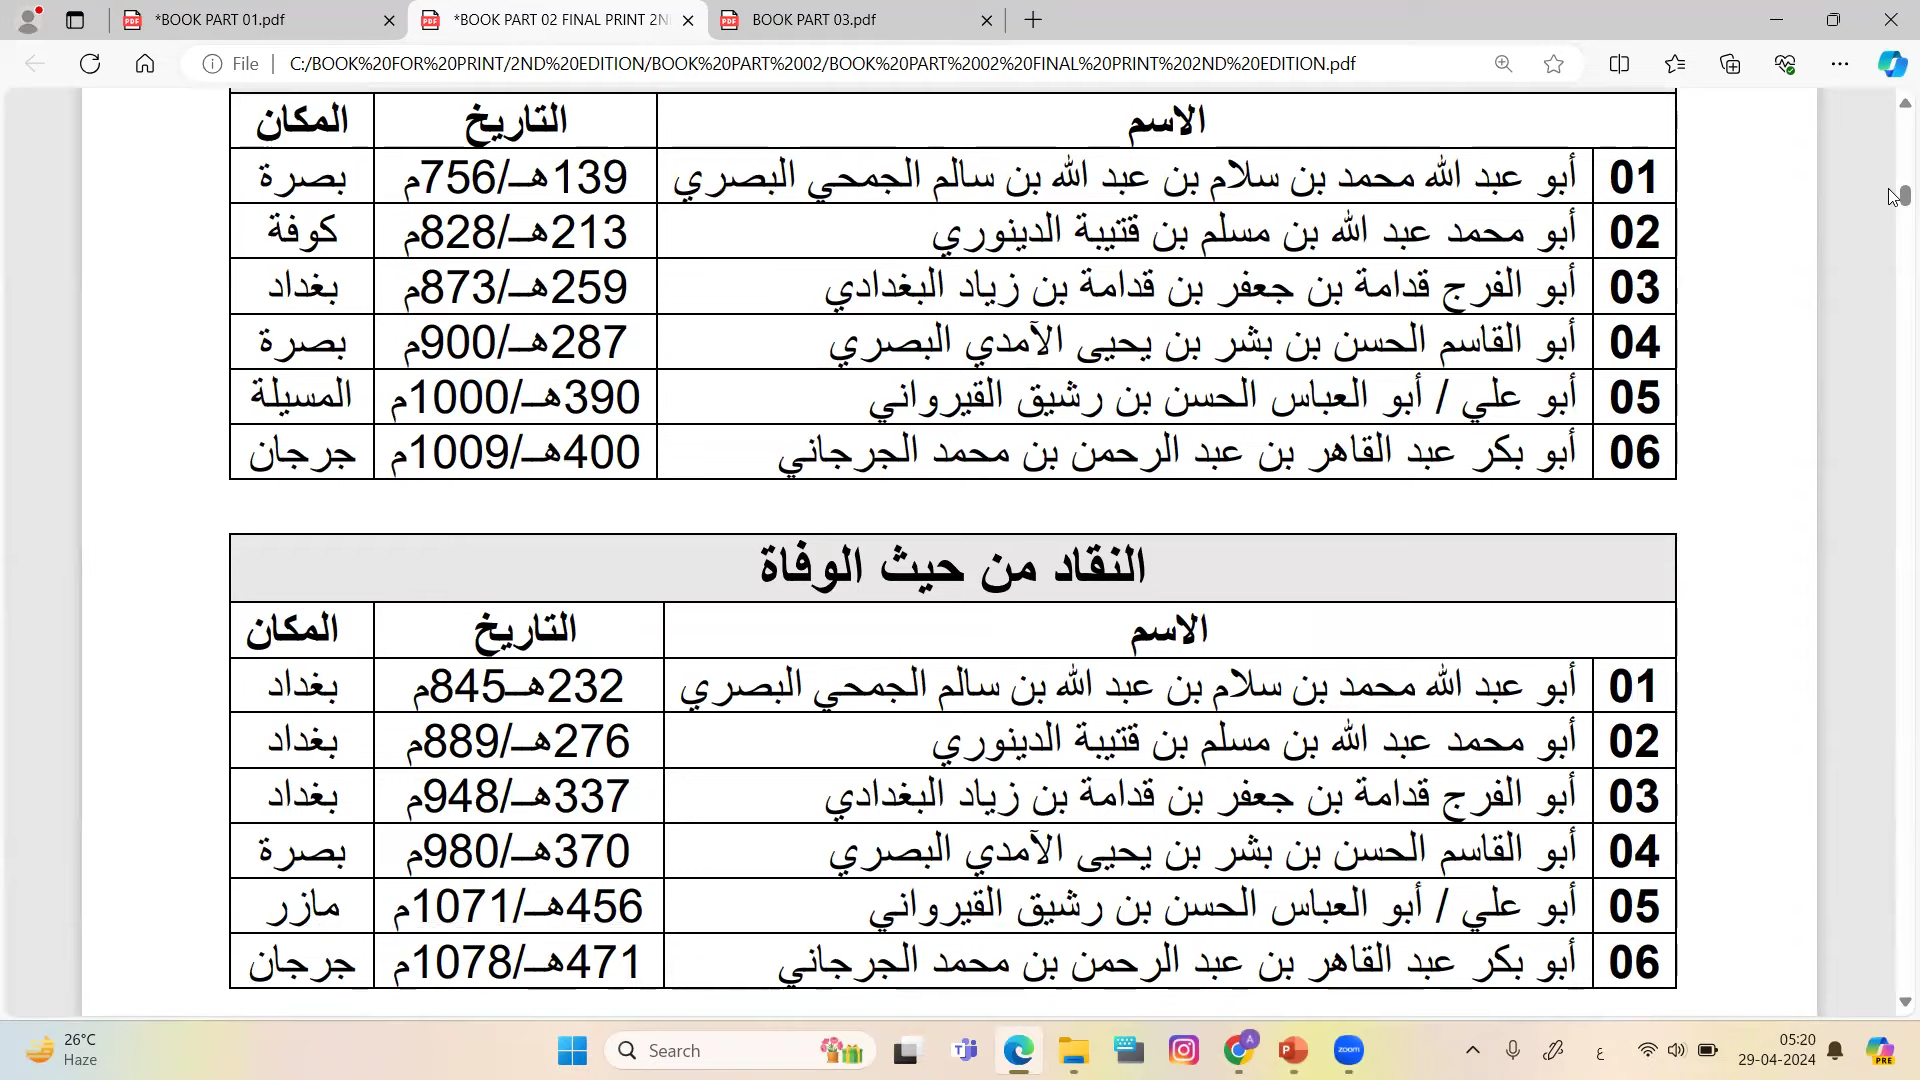 *BOOK PART 01.pdf
*BOOK PART 02 FINAL PRINT 2N
BOOK PART 03.pdf
File
C:/BOOK%20FOR%20PRINT/2ND%20EDITION/BOOK%20PART%2002/BOOK%20PART%2002%20FINAL%20PRINT%202ND%20EDITION.pdf
الاسم التاريخ المكان
01 أبو عبد الله محمد بن سلام بن عبد الله بن سالم الجمحي البصري 139هـ/756م بصرة
02 أبو محمد عبد الله بن مسلم بن قتيبة الدينوري 213هـ/828م كوفة
03 أبو الفرج قدامة بن جعفر بن قدامة بن زياد البغدادي 259هـ/873م بغداد
04 أبو القاسم الحسن بن بشر بن يحيى الآمدي البصري 287هـ/900م بصرة
05 أبو علي / أبو العباس الحسن بن رشيق القيرواني 390هـ/1000م المسيلة
06 أبو بكر عبد القاهر بن عبد الرحمن بن محمد الجرجاني 400هـ/1009م جرجان
النقاد من حيث الوفاة
الاسم التاريخ المكان
01 أبو عبد الله محمد بن سلام بن عبد الله بن سالم الجمحي البصري 232هـ845م بغداد
02 أبو محمد عبد الله بن مسلم بن قتيبة الدينوري 276هـ/889م بغداد
03 أبو الفرج قدامة بن جعفر بن قدامة بن زياد البغدادي 337هـ/948م بغداد
04 أبو القاسم الحسن بن بشر بن يحيى الآمدي البصري 370هـ/980م بصرة
05 أبو علي / أبو العباس الحسن بن رشيق القيرواني 456هـ/1071م مازر
06 أبو بكر عبد القاهر بن عبد الرحمن بن محمد الجرجاني 471هـ/1078م جرجان
26°C
Haze
Search
zoom
ع
05:20
29-04-2024
PRE